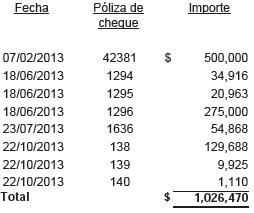 Fecha Póliza de cheque Importe
07/02/2013 42381 $ 500,000
18/06/2013 1294 34,916
18/06/2013 1295 20,963
18/06/2013 1296 275,000
23/07/2013 1636 54,868
22/10/2013 138 129,688
22/10/2013 139 9,925
22/10/2013 140 1,110
Total $ 1,026,470